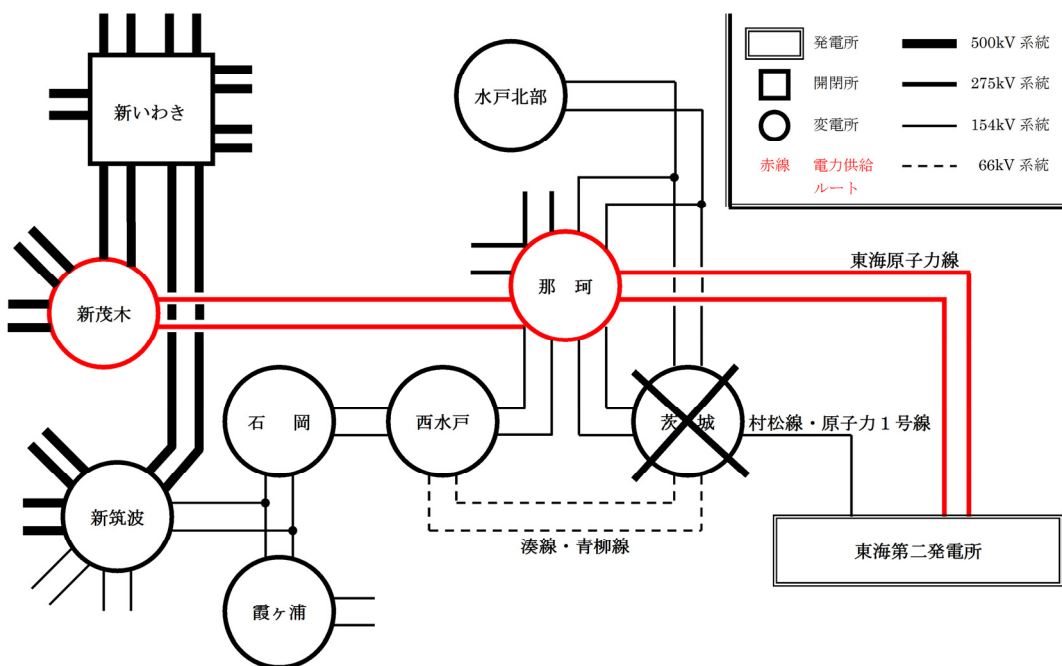 発電所
500kV 系統
開閉所
275kV 系統
変電所
154kV 系統
赤線
電力供給
ルート
66kV 系統
新いわき
水戸北部
東海原子力線
那 珂
新茂木
石 岡
西水戸
茨 城
村松線・原子力1号線
新筑波
湊線・青柳線
東海第二発電所
霞ヶ浦